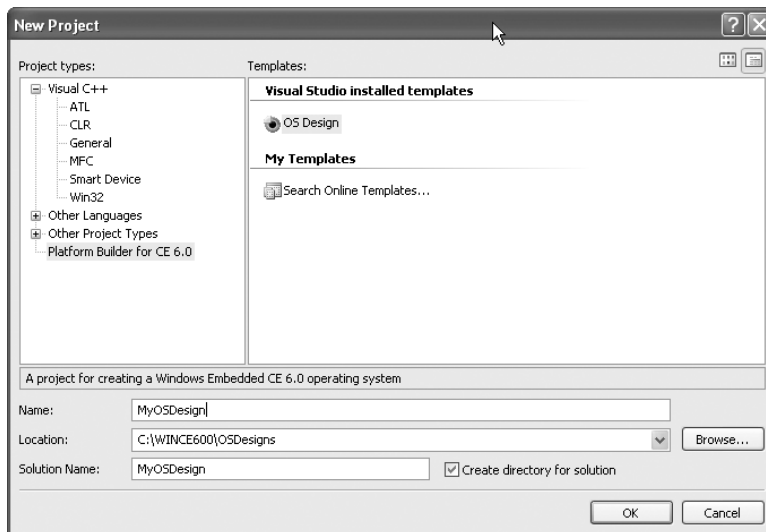 New Project
Project types:
Visual C++
ATL
CLR
General
MFC
Smart Device
Win32
Other Languages
Other Project Types
Platform Builder for CE 6.0
Templates:
Visual Studio installed templates
OS Design
My Templates
Search Online Templates...
A project for creating a Windows Embedded CE 6.0 operating system
Name: MyOSDesign
Location: C:\WINCE600\OSDesigns Browse...
Solution Name: MyOSDesign Create directory for solution
OK Cancel